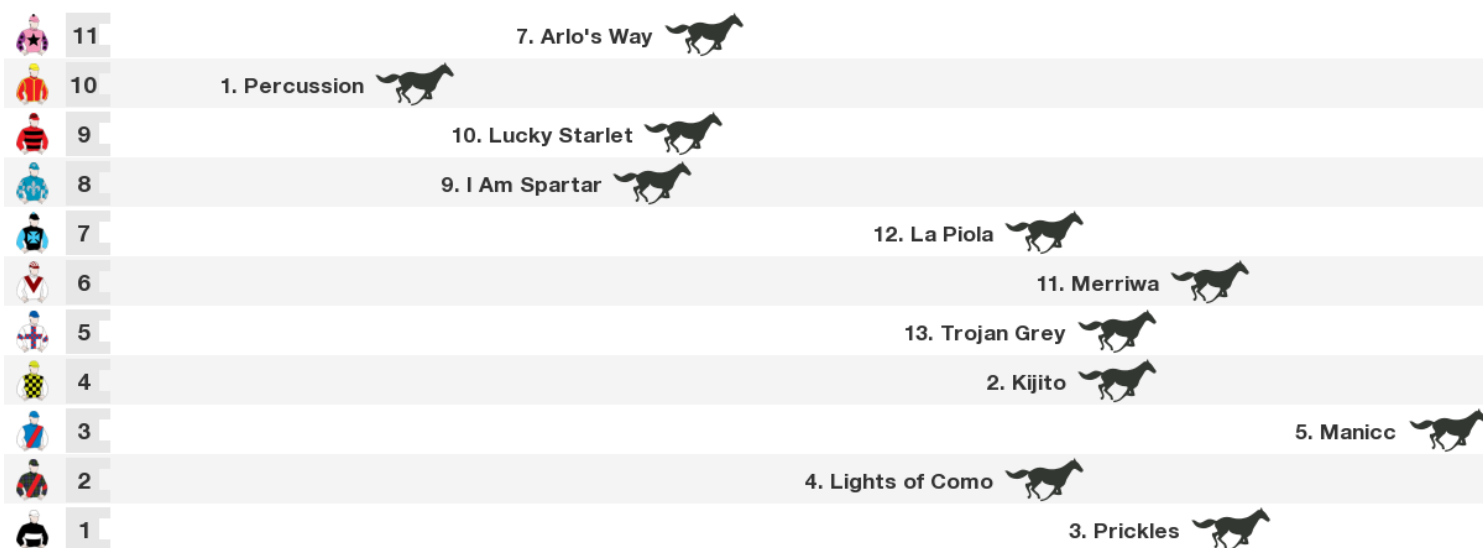 11 7. Arlo's Way
10 1. Percussion
9 10. Lucky Starlet
8 9. I Am Spartar
7 12. La Piola
6 11. Merriwa
5 13. Trojan Grey
4 2. Kijito
3 5. Manicc
2 4. Lights of Como
1 3. Prickles